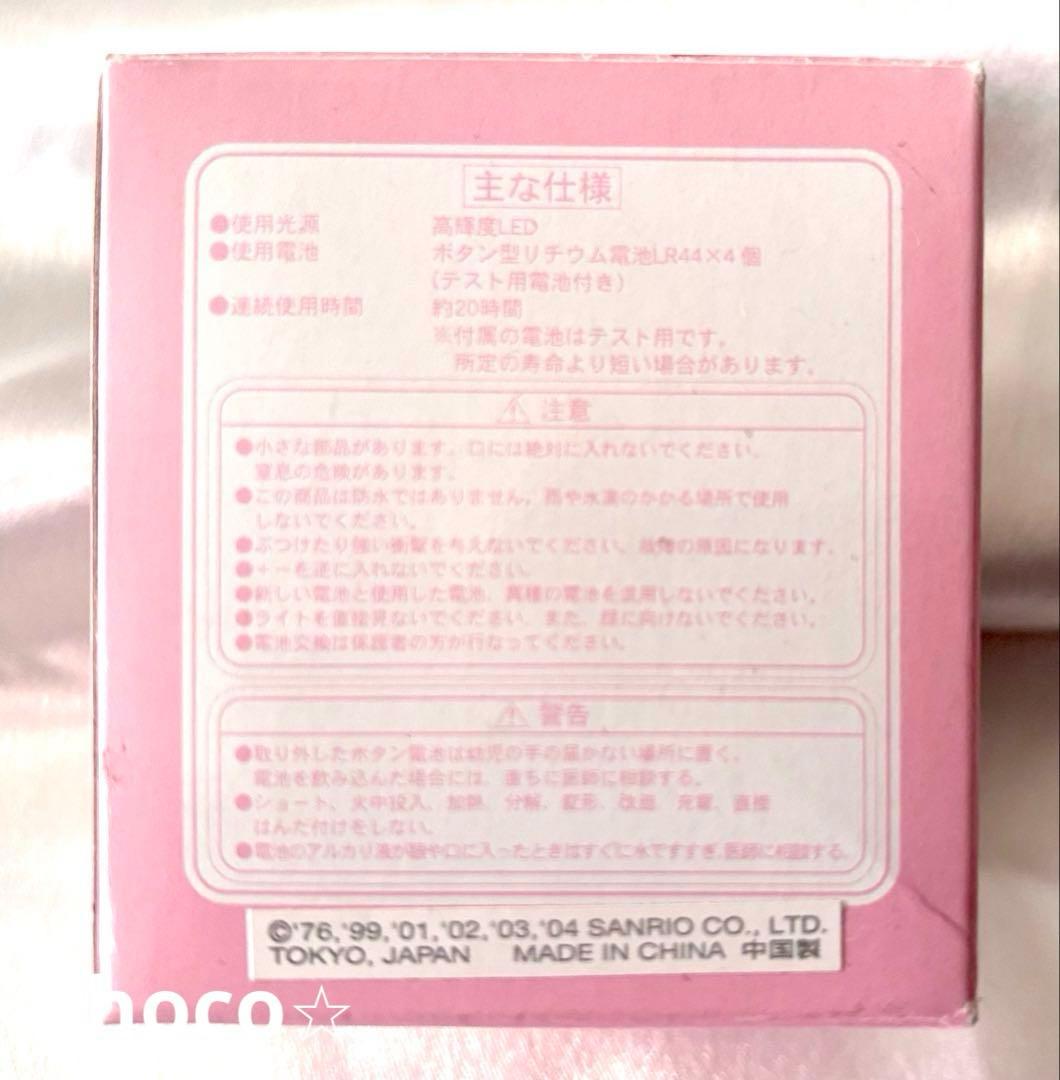 主な仕様
●使用光源 高輝度LED
●使用電池 ボタン型リチウム電池LR44×4個
(テスト用電池付き)
●連続使用時間 約20時間
※付属の電池はテスト用です。
所定の寿命より短い場合があります。
⚠ 注意
●小さな部品があります。口には絶対に入れないでください。
窒息の危険があります。
●この商品は防水ではありません。雨や水滴のかかる場所で使用
しないでください。
●ぶつけたり強い衝撃を与えないでください。故障の原因になります。
●+−を逆に入れないでください。
●新しい電池と使用した電池、異種の電池を混用しないでください。
●ライトを直接見ないでください。また、顔に向けないでください。
●電池交換は保護者の方が行なってください。
⚠ 警告
●取り外したボタン電池は幼児の手の届かない場所に置く。
電池を飲み込んだ場合には、直ちに医師に相談する。
●ショート、火中投入、加熱、分解、変形、改造、充電、直接
はんだ付けをしない。
●電池のアルカリ液が眼や口に入ったときはすぐに水ですすぎ、医師に相談する。
©'76,'99,'01,'02,'03,'04 SANRIO CO., LTD.
TOKYO, JAPAN MADE IN CHINA 中国製
hoco☆